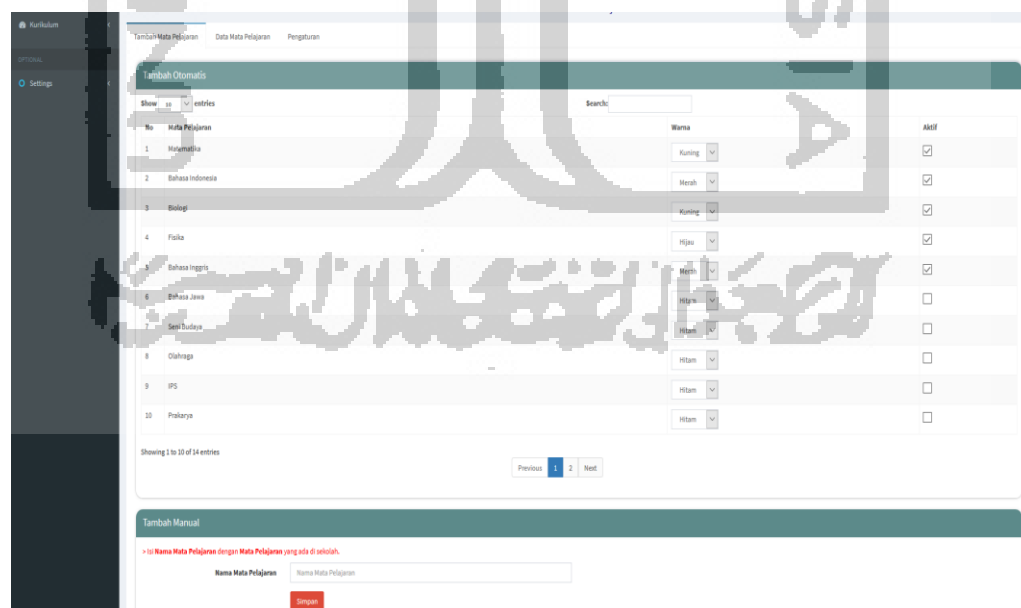 Kurikulum
Tambah Mata Pelajaran Data Mata Pelajaran Pengaturan
OPTIONAL
Settings
Tambah Otomatis
Show 10 entries Search:
No Mata Pelajaran Warna Aktif
1 Matematika Kuning
2 Bahasa Indonesia Merah
3 Biologi Kuning
4 Fisika Hijau
5 Bahasa Inggris Merah
6 Bahasa Jawa Hitam
7 Seni Budaya Hitam
8 Olahraga Hitam
9 IPS Hitam
10 Prakarya Hitam
Showing 1 to 10 of 14 entries
Previous 1 2 Next
Tambah Manual
» Isi Nama Mata Pelajaran dengan Mata Pelajaran yang ada di sekolah.
Nama Mata Pelajaran Nama Mata Pelajaran
Simpan